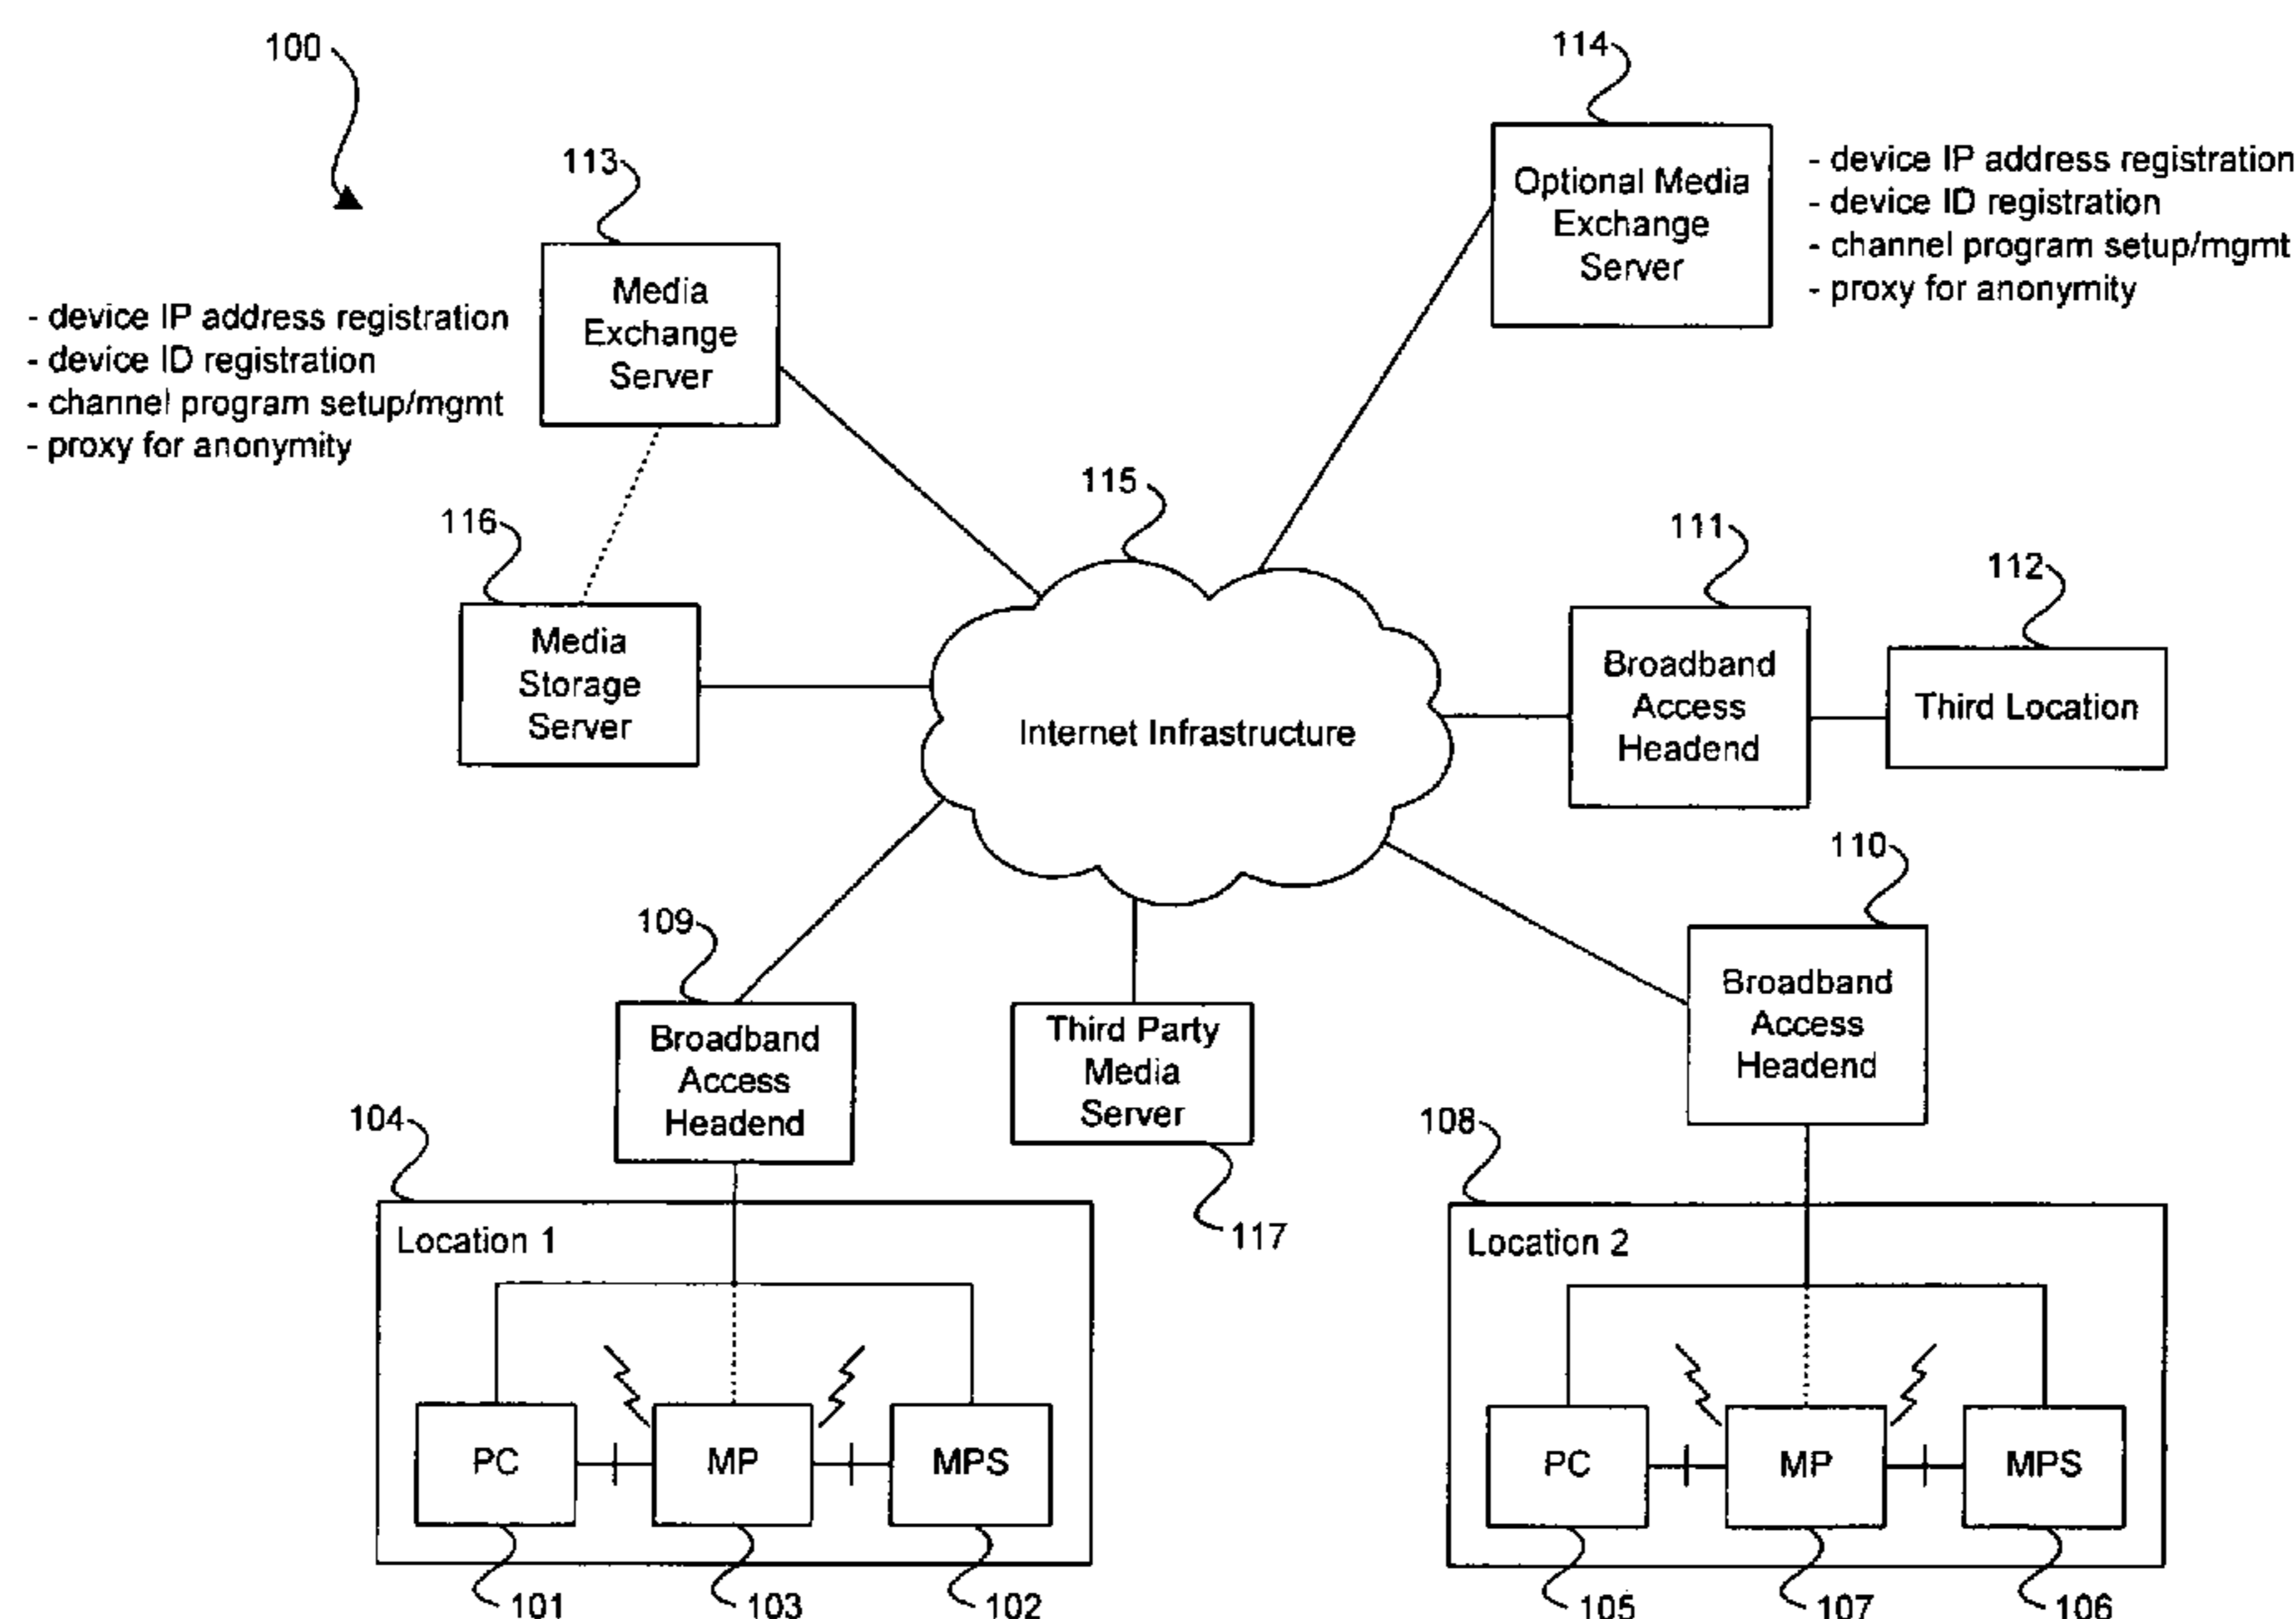 100
114
113
Optional Media
Exchange
Server
- device IP address registration
- device ID registration
- channel program setup/mgmt
- proxy for anonymity
Media
Exchange
Server
- device IP address registration
- device ID registration
- channel program setup/mgmt
- proxy for anonymity
115
116
111
112
Media
Storage
Server
Internet Infrastructure
Broadband
Access
Headend
Third Location
110
109
Broadband
Access
Headend
Third Party
Media
Server
Broadband
Access
Headend
104
108
117
Location 1
Location 2
PC
MP
MPS
PC
MP
MPS
101
103
102
105
107
106